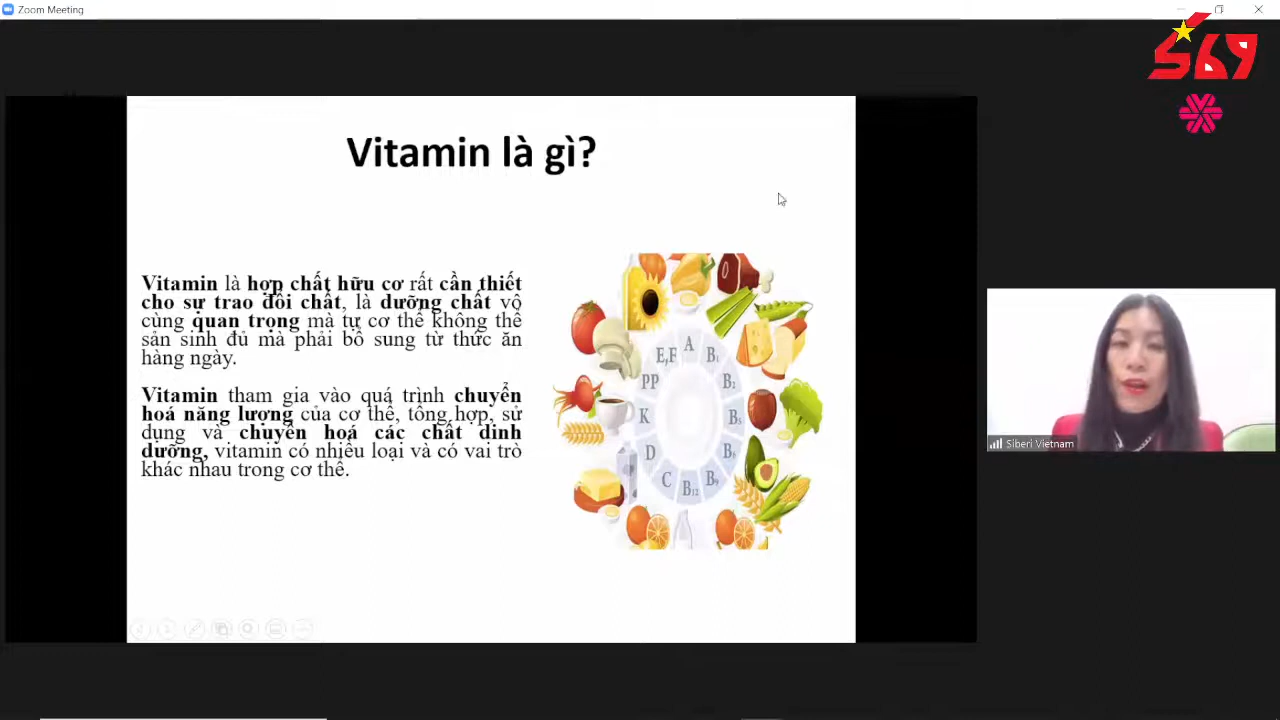 Zoom Meeting
S69
Vitamin là gì?
Vitamin là hợp chất hữu cơ rất cần thiết
cho sự trao đổi chất, là dưỡng chất vô
cùng quan trọng mà tự cơ thể không thể
sản sinh đủ mà phải bổ sung từ thức ăn
hàng ngày.
Vitamin tham gia vào quá trình chuyển
hoá năng lượng của cơ thể, tổng hợp, sử
dụng và chuyển hoá các chất dinh
dưỡng, vitamin có nhiều loại và có vai trò
khác nhau trong cơ thể.
A
B1
B2
B5
B6
B9
B12
C
D
K
PP
E,F
Siberi Vietnam